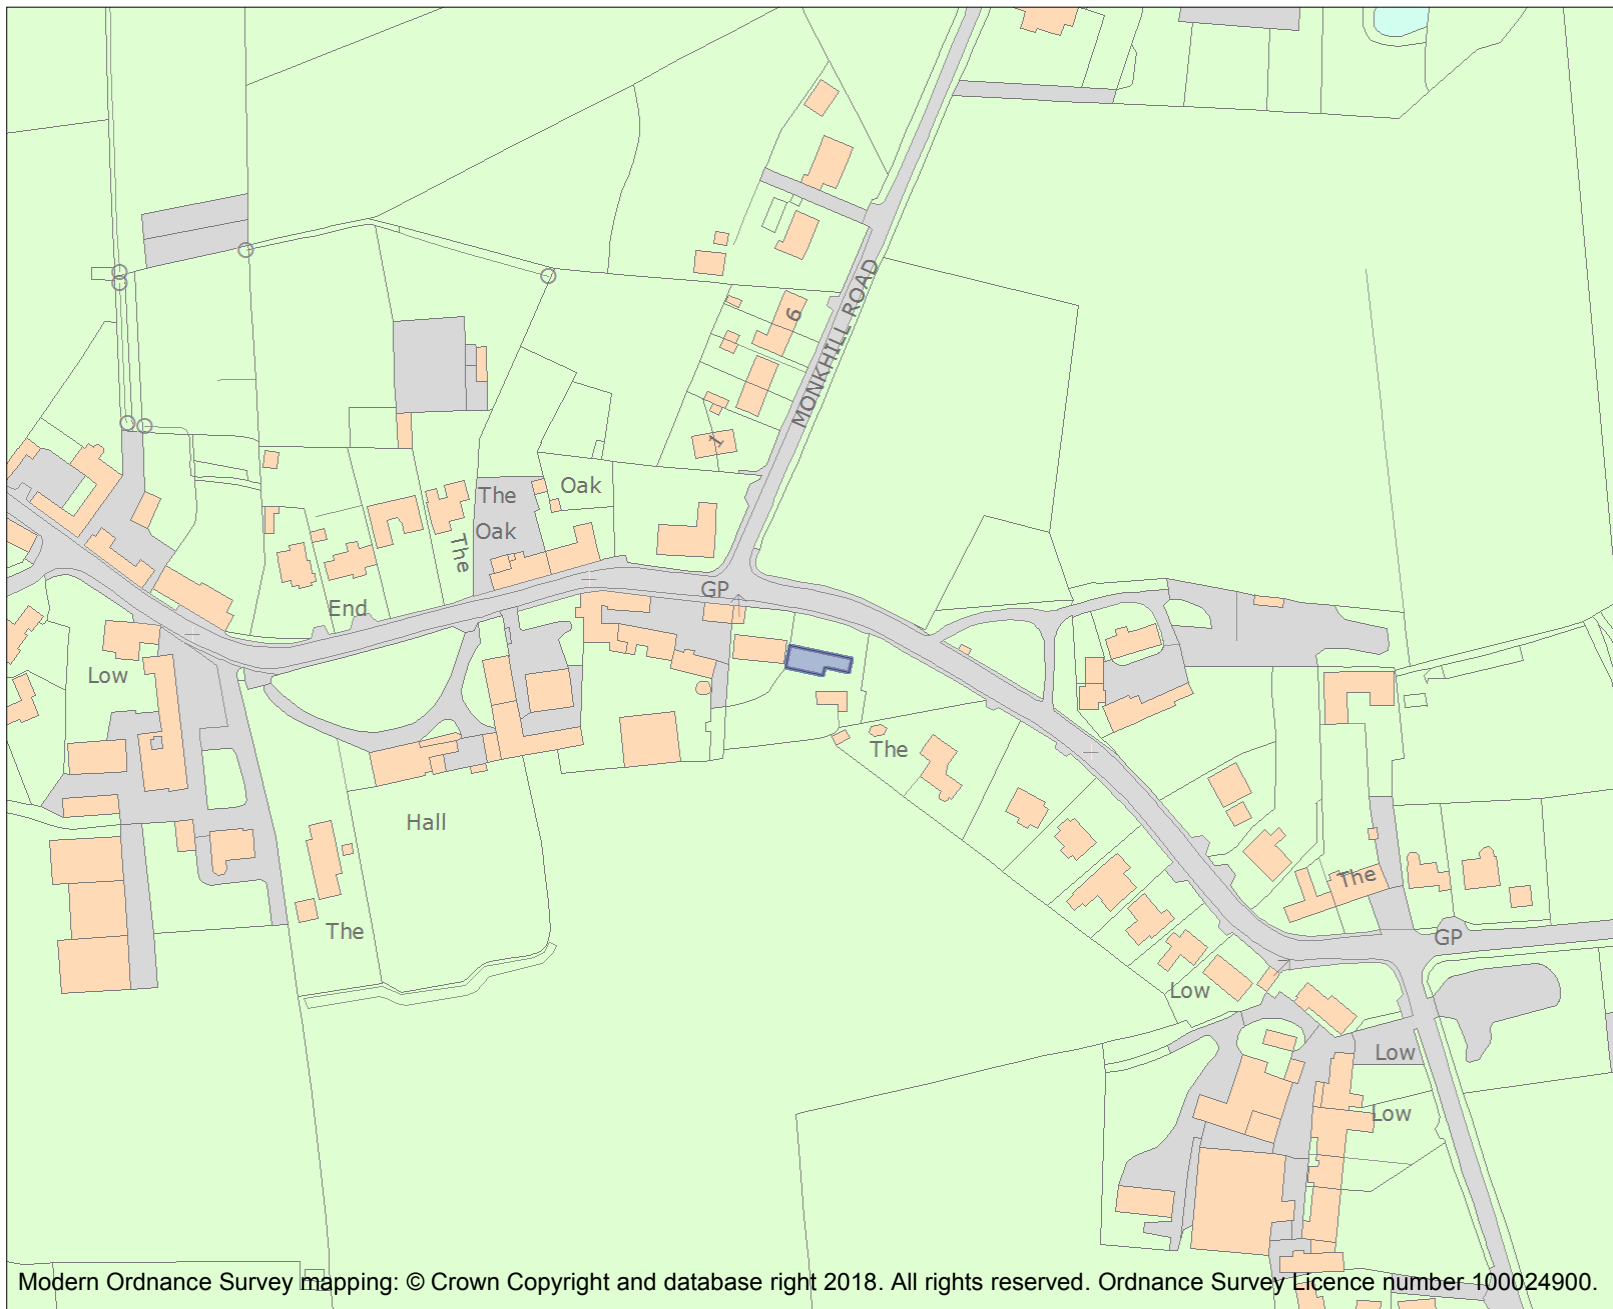 MONKHILL ROAD
6
1
The
Oak
Oak
The
GP
End
Low
The
Hall
The
The
GP
Low
Low
Low
Modern Ordnance Survey mapping: © Crown Copyright and database right 2018. All rights reserved. Ordnance Survey Licence number 100024900.